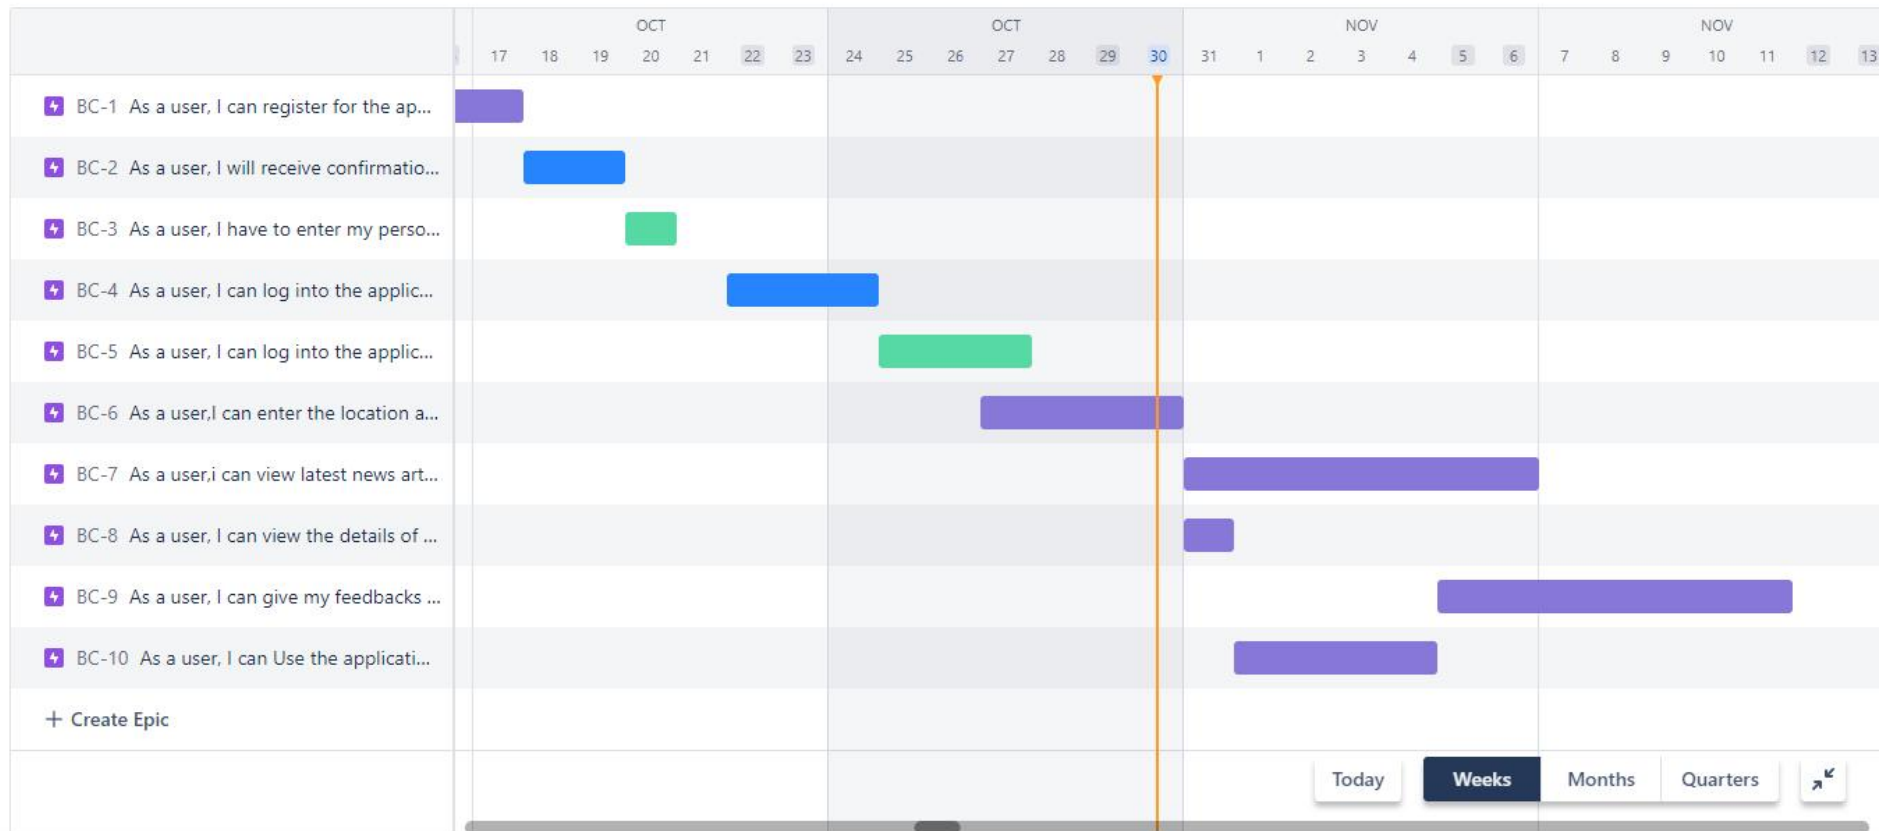 OCT OCT NOV NOV
17 18 19 20 21 22 23 24 25 26 27 28 29 30 31 1 2 3 4 5 6 7 8 9 10 11 12 13
BC-1 As a user, I can register for the ap...
BC-2 As a user, I will receive confirmatio...
BC-3 As a user, I have to enter my perso...
BC-4 As a user, I can log into the applic...
BC-5 As a user, I can log into the applic...
BC-6 As a user,I can enter the location a...
BC-7 As a user,i can view latest news art...
BC-8 As a user, I can view the details of ...
BC-9 As a user, I can give my feedbacks ...
BC-10 As a user, I can Use the applicati...
+ Create Epic
Today Weeks Months Quarters